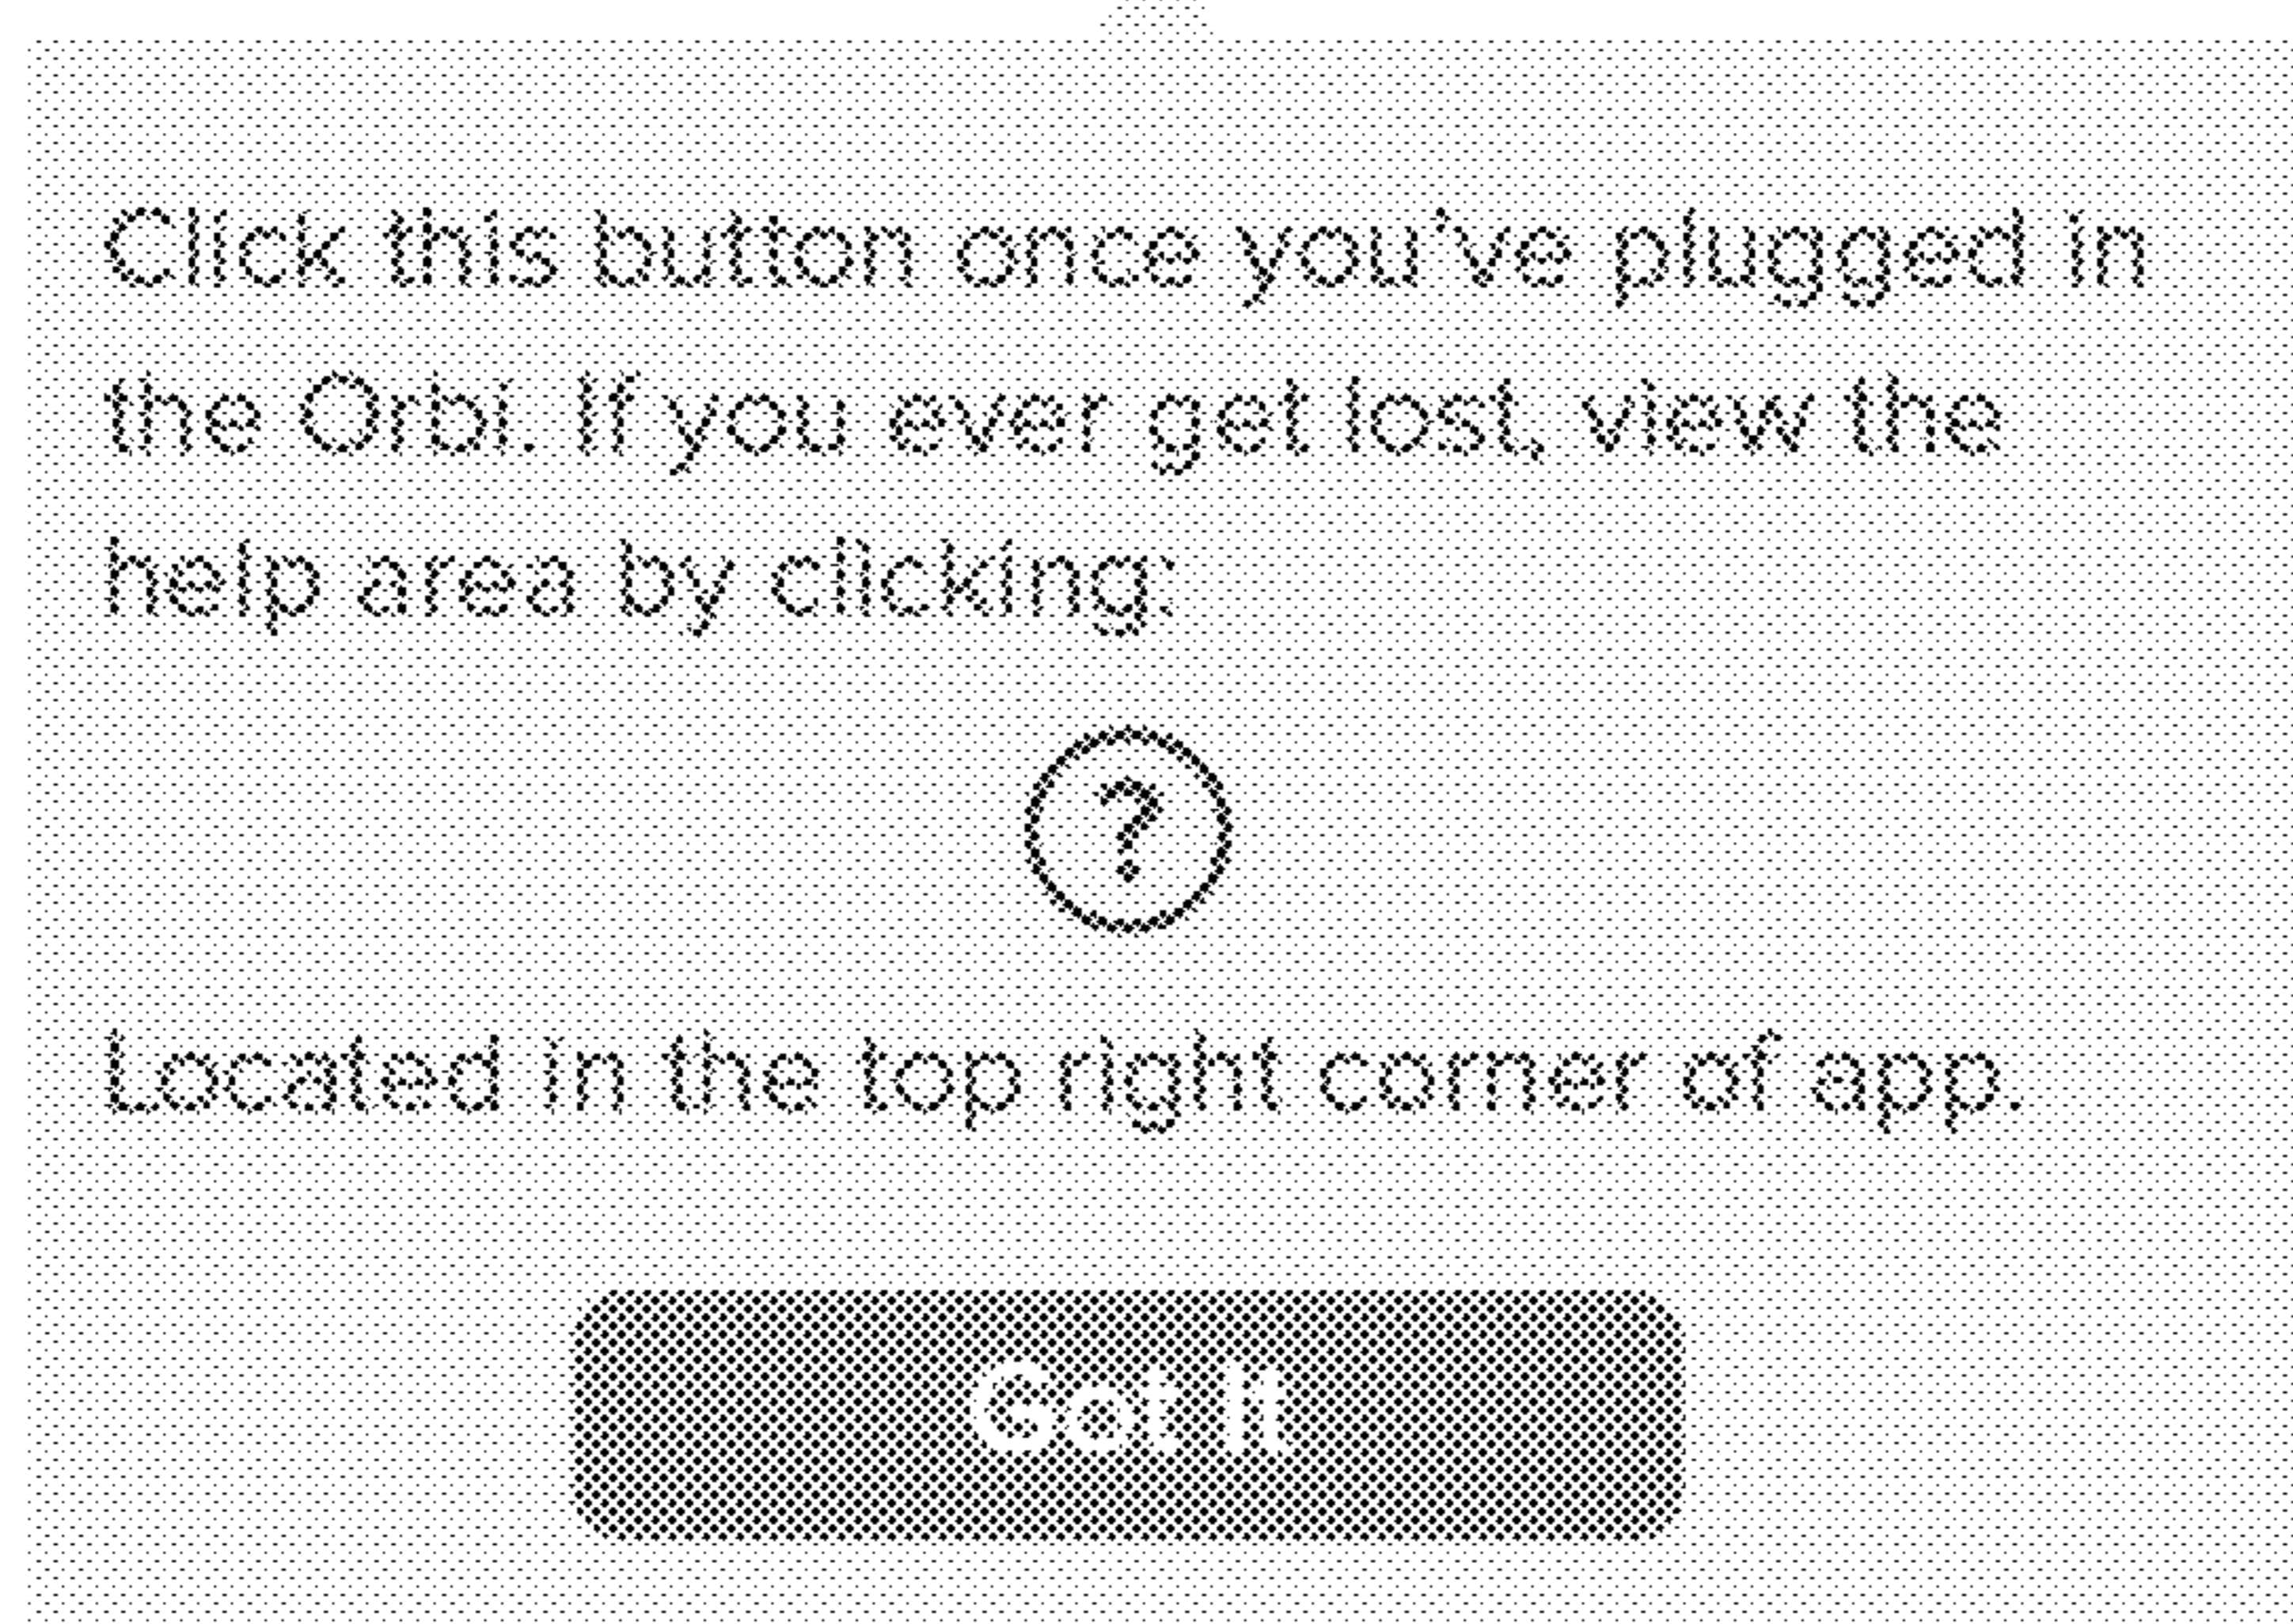 Click this button once you've plugged in
the Orbi. If you ever get lost, view the
help area by clicking:
?
Located in the top right corner of app.
Got It